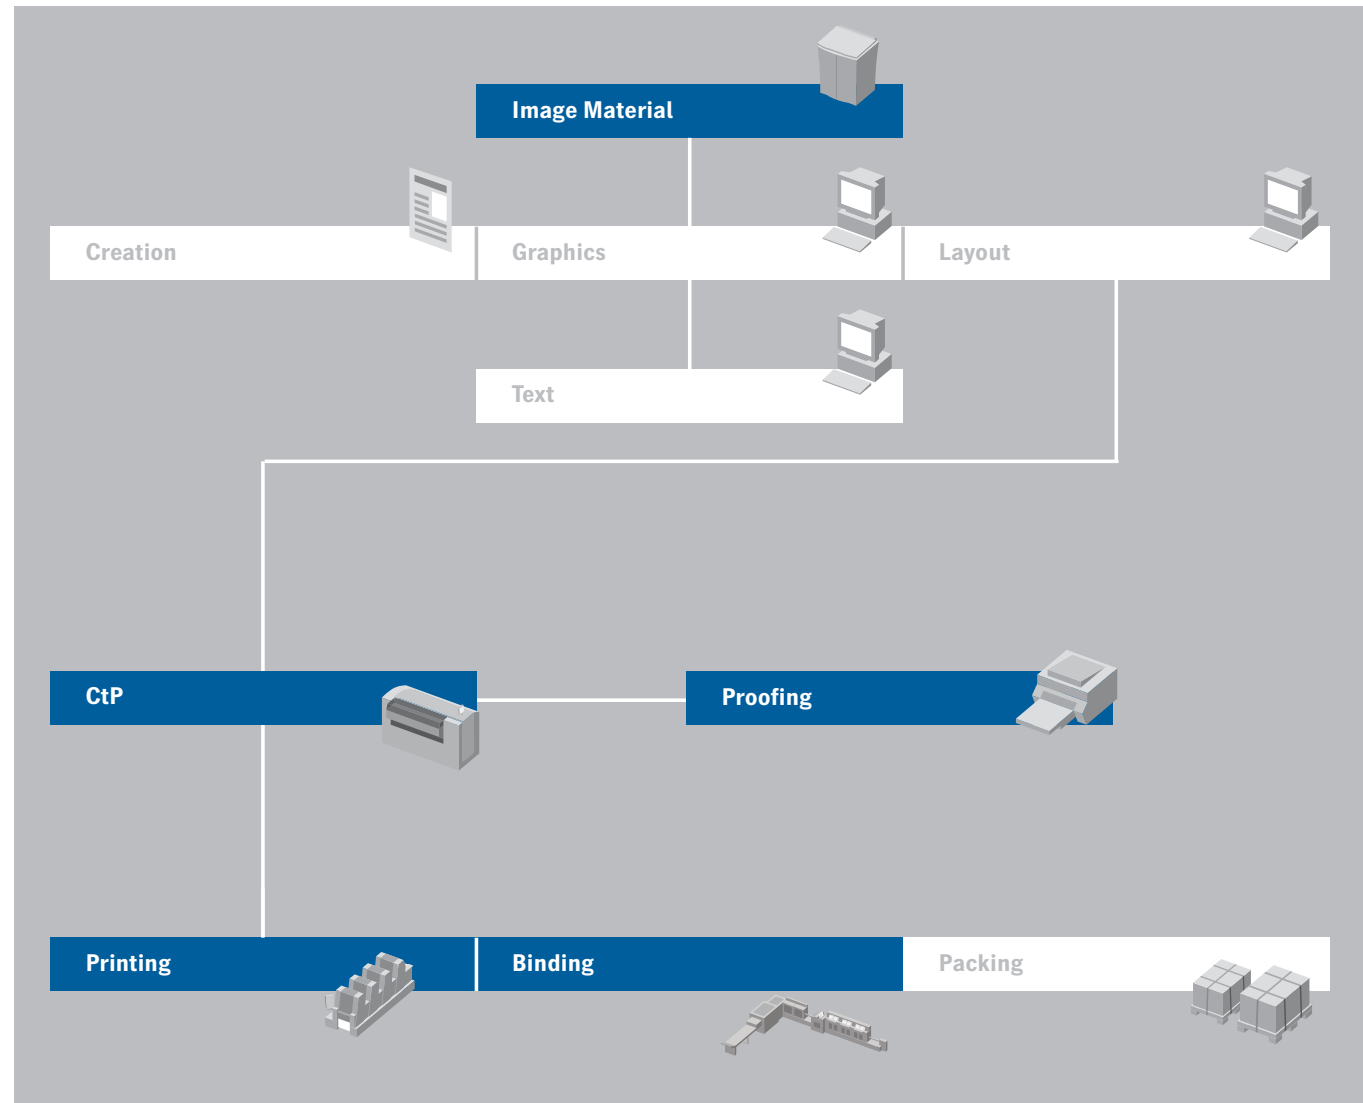 Image Material
Creation
Graphics
Layout
Text
CtP
Proofing
Printing
Binding
Packing